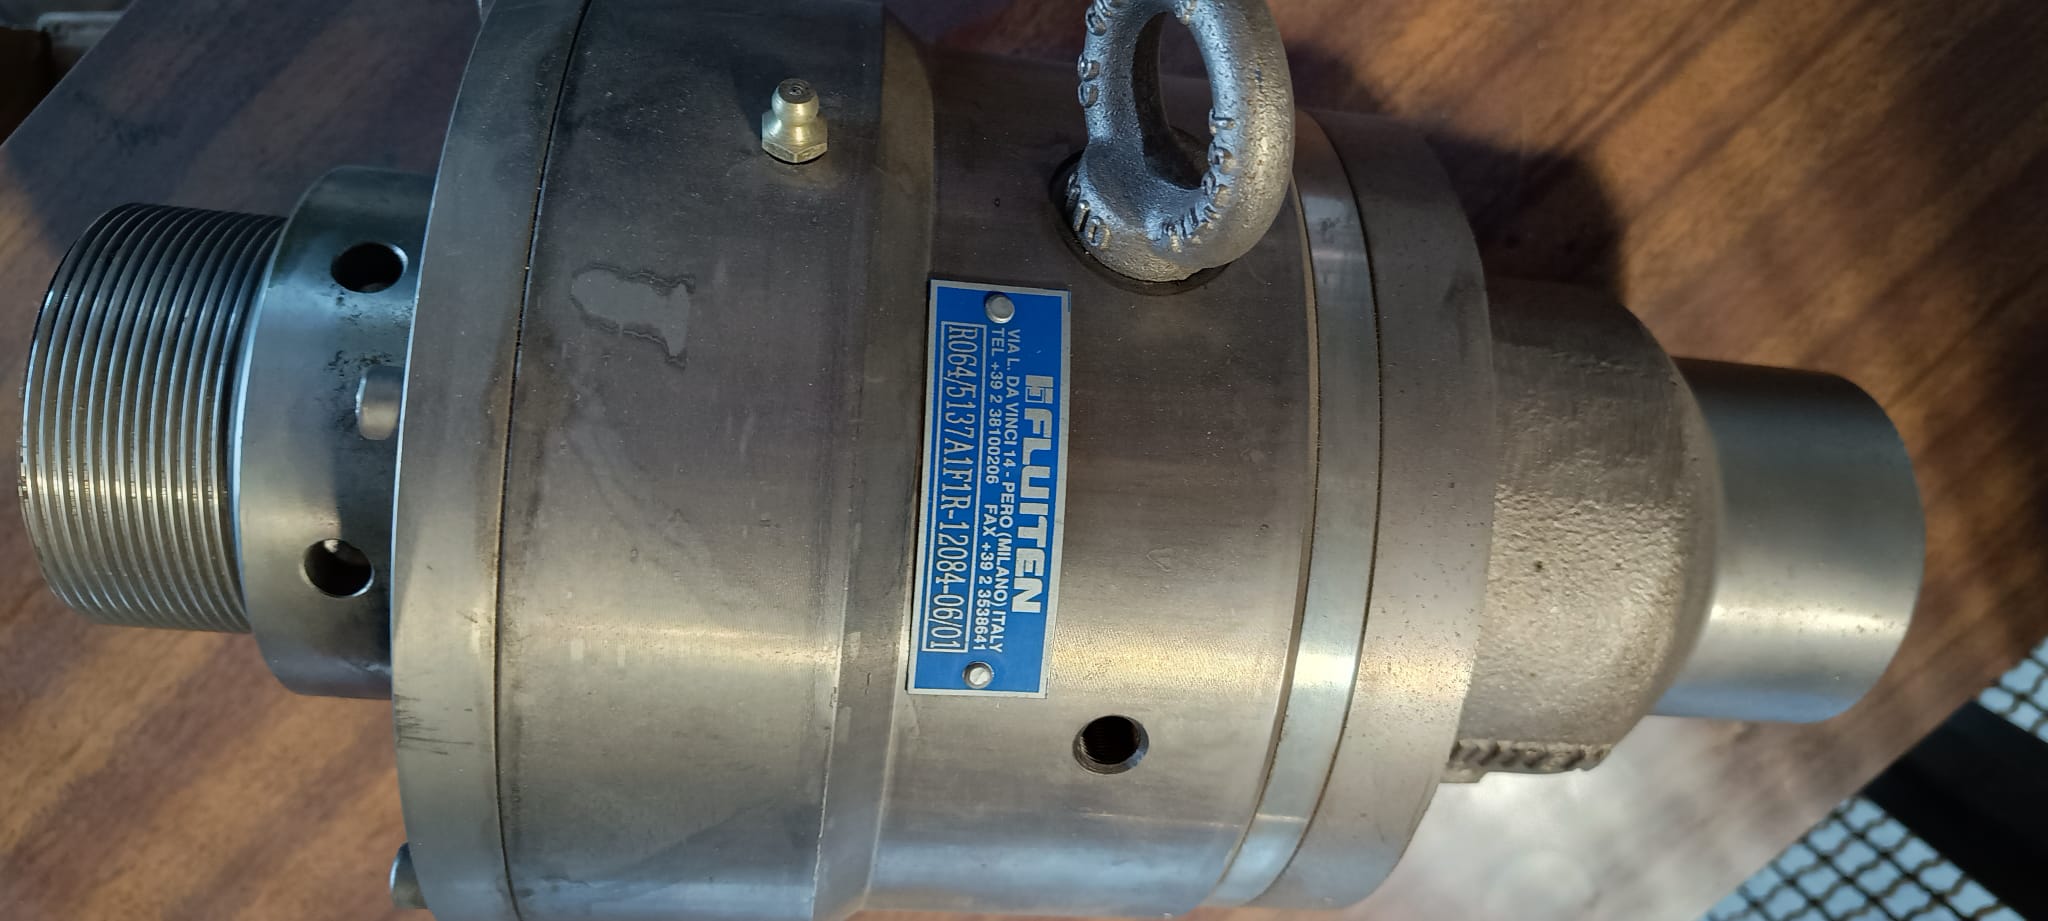 FLUITEN
VIA L. DA VINCI 14 - PERO (MILANO) ITALY
TEL +39 2 38100206 FAX +39 2 3538641
R064/5137A1F1R-12084-06/01